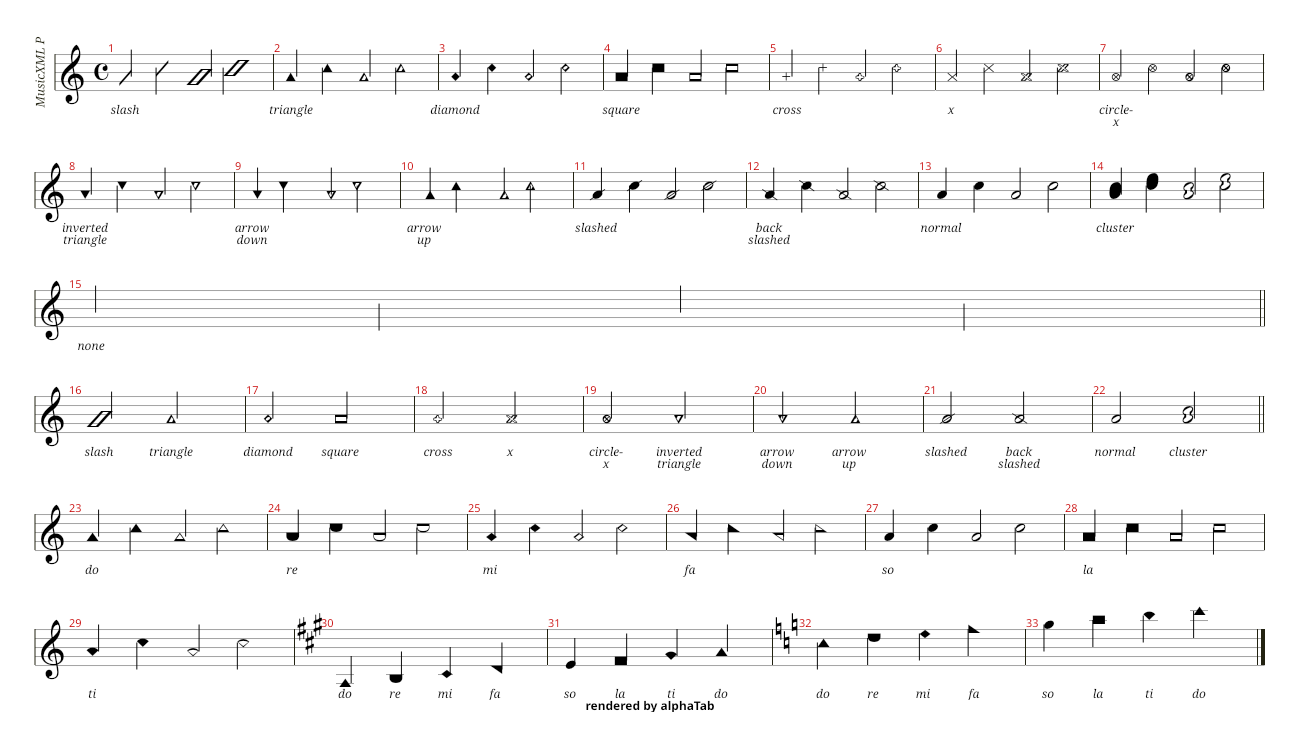 MusicXML P
1 2 3 4 5 6 7
slash triangle diamond square cross x circle-
x
8 9 10 11 12 13 14
inverted arrow arrow slashed back normal cluster
triangle down up slashed
15
none
16 17 18 19 20 21 22
slash triangle diamond square cross x circle- inverted arrow arrow slashed back normal cluster
x triangle down up slashed
23 24 25 26 27 28
do re mi fa so la
29 30 31 32 33
ti do re mi fa so la ti do do re mi fa so la ti do
rendered by alphaTab